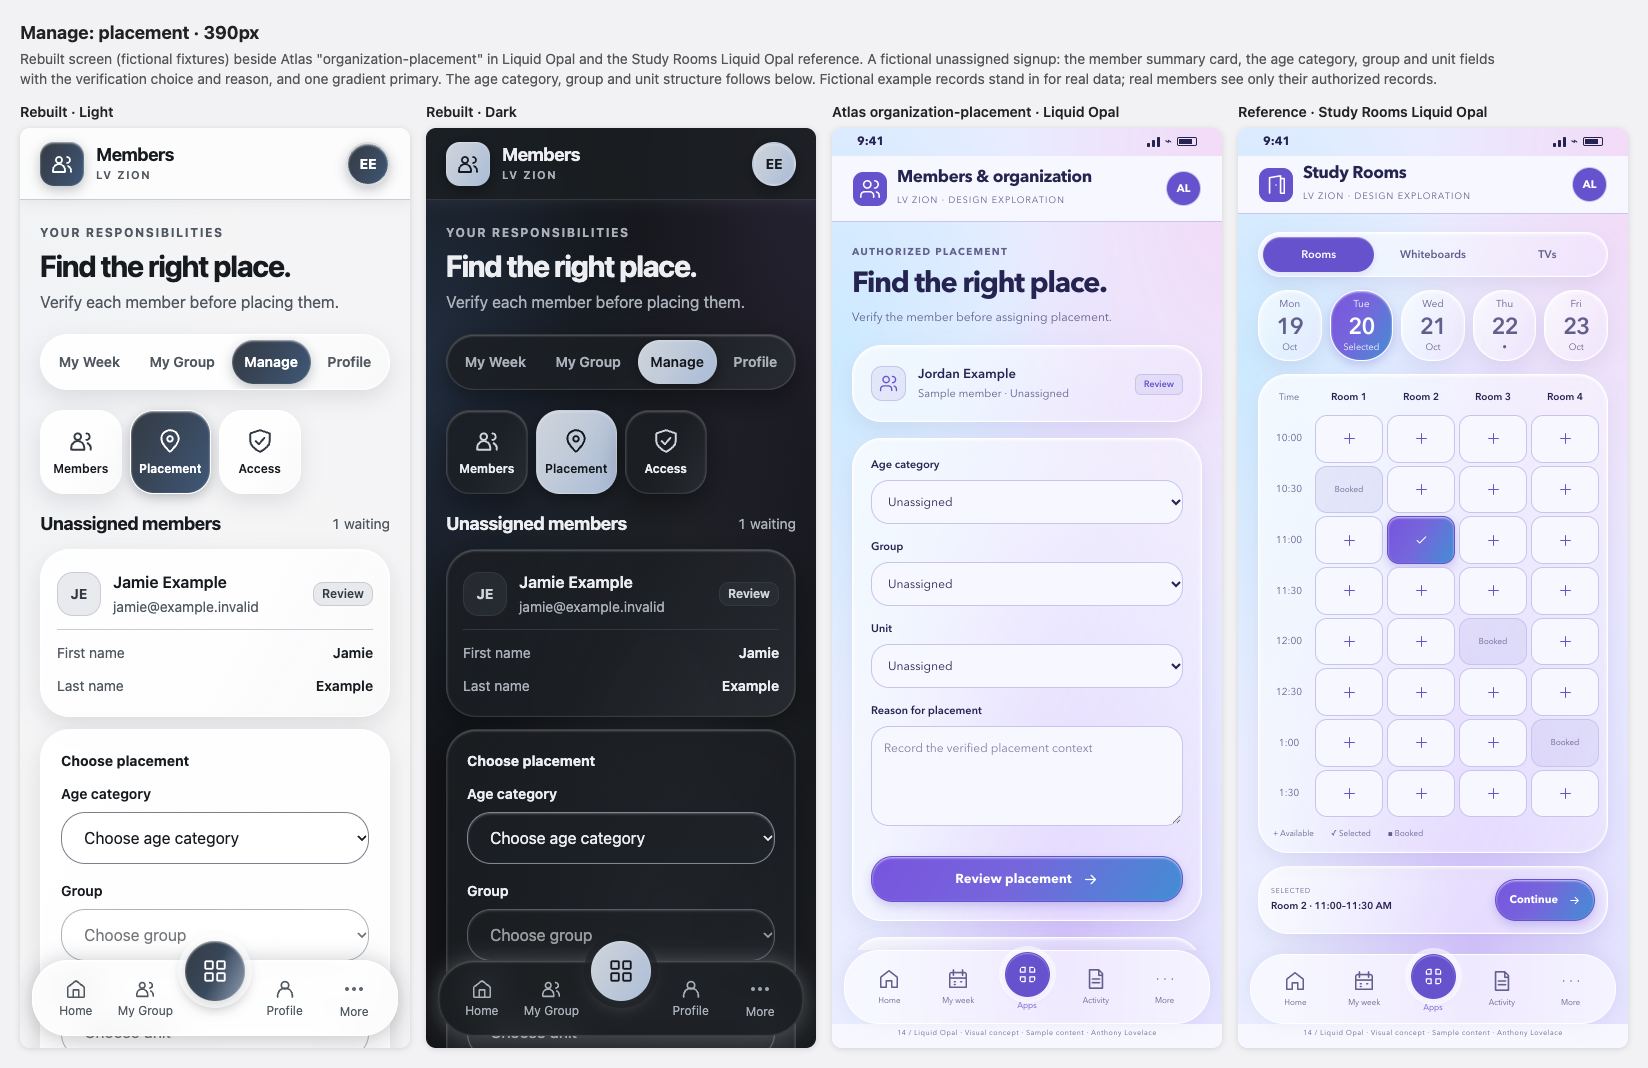 Manage: placement · 390px
Rebuilt screen (fictional fixtures) beside Atlas "organization-placement" in Liquid Opal and the Study Rooms Liquid Opal reference. A fictional unassigned signup: the member summary card, the age category, group and unit fields
with the verification choice and reason, and one gradient primary. The age category, group and unit structure follows below. Fictional example records stand in for real data; real members see only their authorized records.
Rebuilt · Light
Members
LV ZION
EE
YOUR RESPONSIBILITIES
Find the right place.
Verify each member before placing them.
My Week My Group Manage Profile
Members Placement Access
Unassigned members 1 waiting
JE
Jamie Example
jamie@example.invalid
Review
First name Jamie
Last name Example
Choose placement
Age category
Choose age category
Group
Choose group
Home My Group Profile More
Choose unit
Rebuilt · Dark
Members
LV ZION
EE
YOUR RESPONSIBILITIES
Find the right place.
Verify each member before placing them.
My Week My Group Manage Profile
Members Placement Access
Unassigned members 1 waiting
JE
Jamie Example
jamie@example.invalid
Review
First name Jamie
Last name Example
Choose placement
Age category
Choose age category
Group
Choose group
Home My Group Profile More
Choose unit
Atlas organization-placement · Liquid Opal
9:41
Members & organization
LV ZION · DESIGN EXPLORATION
AL
AUTHORIZED PLACEMENT
Find the right place.
Verify the member before assigning placement.
Jordan Example
Sample member · Unassigned
Review
Age category
Unassigned
Group
Unassigned
Unit
Unassigned
Reason for placement
Record the verified placement context
Review placement →
Home My week Apps Activity More
14 / Liquid Opal · Visual concept · Sample content · Anthony Lovelace
Reference · Study Rooms Liquid Opal
9:41
Study Rooms
LV ZION · DESIGN EXPLORATION
AL
Rooms Whiteboards TVs
Mon Tue Wed Thu Fri
19 20 21 22 23
Oct Selected Oct • Oct
Time Room 1 Room 2 Room 3 Room 4
10:00 + + + +
10:30 Booked + + +
11:00 + ✓ + +
11:30 + + + +
12:00 + + Booked +
12:30 + + + +
1:00 + + + Booked
1:30 + + + +
+ Available ✓ Selected ■ Booked
SELECTED
Room 2 · 11:00–11:30 AM
Continue →
Home My week Apps Activity More
14 / Liquid Opal · Visual concept · Sample content · Anthony Lovelace